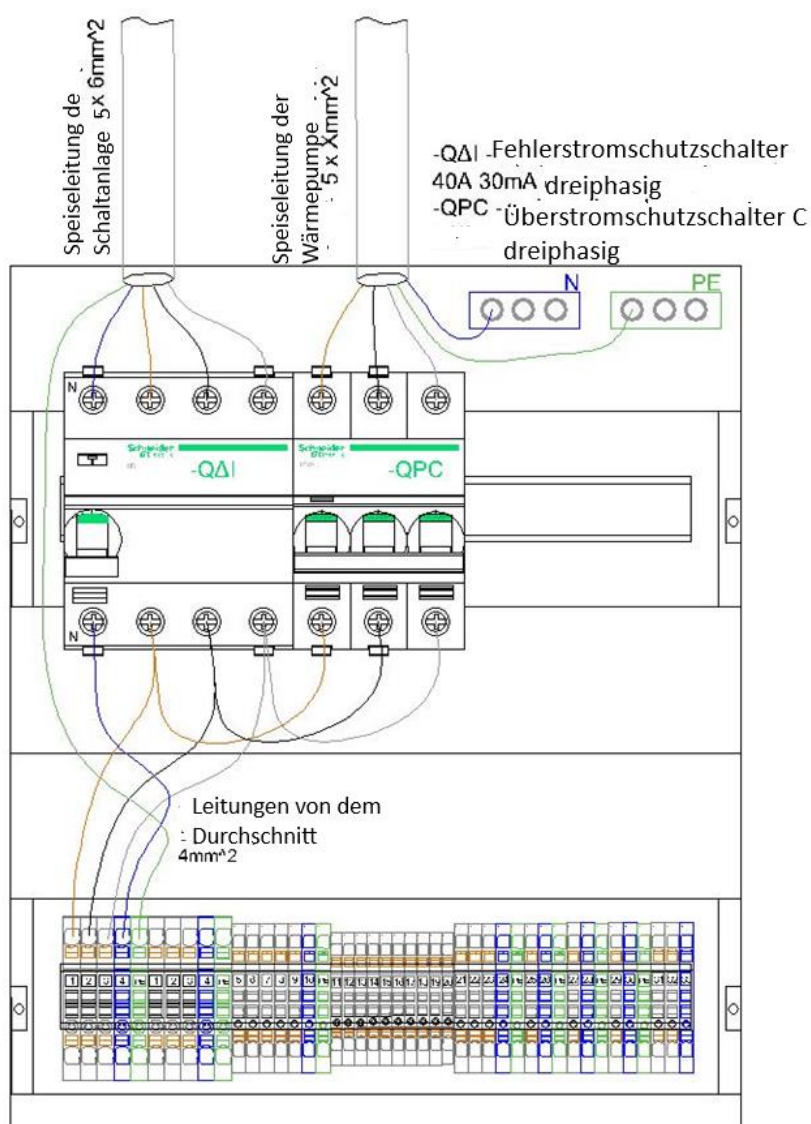 Speiseleitung de
Schaltanlage 5x 6mm^2
Speiseleitung der
Wärmepumpe
5 x Xmm^2
-QΔI - Fehlerstromschutzschalter
40A 30mA dreiphasig
-QPC - Überstromschutzschalter C
dreiphasig
N
PE
N
Schneider
-QΔI
Schneider
-QPC
N
Leitungen von dem
Durchschnitt
4mm^2
1 2 3 4 PE 1 2 3 4 PE 5 6 7 8 9 10 PE 11 12 13 14 15 16 17 18 19 20 21 22 23 24 PE 25 26 PE 27 28 PE 29 30 PE 31 32 33